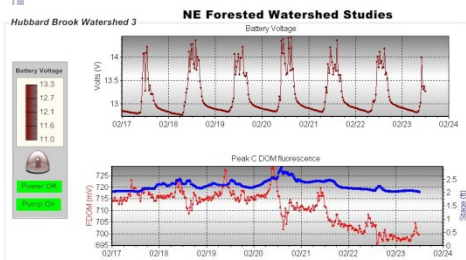 NE Forested Watershed Studies
Hubbard Brook Watershed 3
Battery Voltage
14
13.5
13
Volts (V)
02/17 02/18 02/19 02/20 02/21 02/22 02/23 02/24
Battery Voltage
13.3
12.7
12.1
11.6
11.0
Power OK
Pump On
Peak C DOM fluorescence
725
720
715
710
705
700
695
FDOM (mV)
2.5
2
1.5
1
0.5
0
Stage (ft)
02/17 02/18 02/19 02/20 02/21 02/22 02/23 02/24